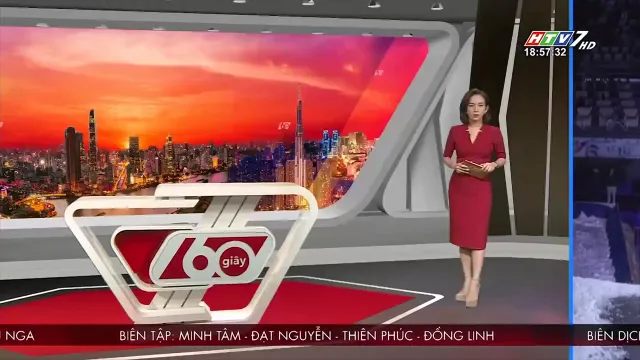 HTV7 HD
18:57:32
60 giây
NGA BIÊN TẬP: MINH TÂM - ĐẠT NGUYỄN - THIÊN PHÚC - ĐỒNG LINH BIÊN DỊC